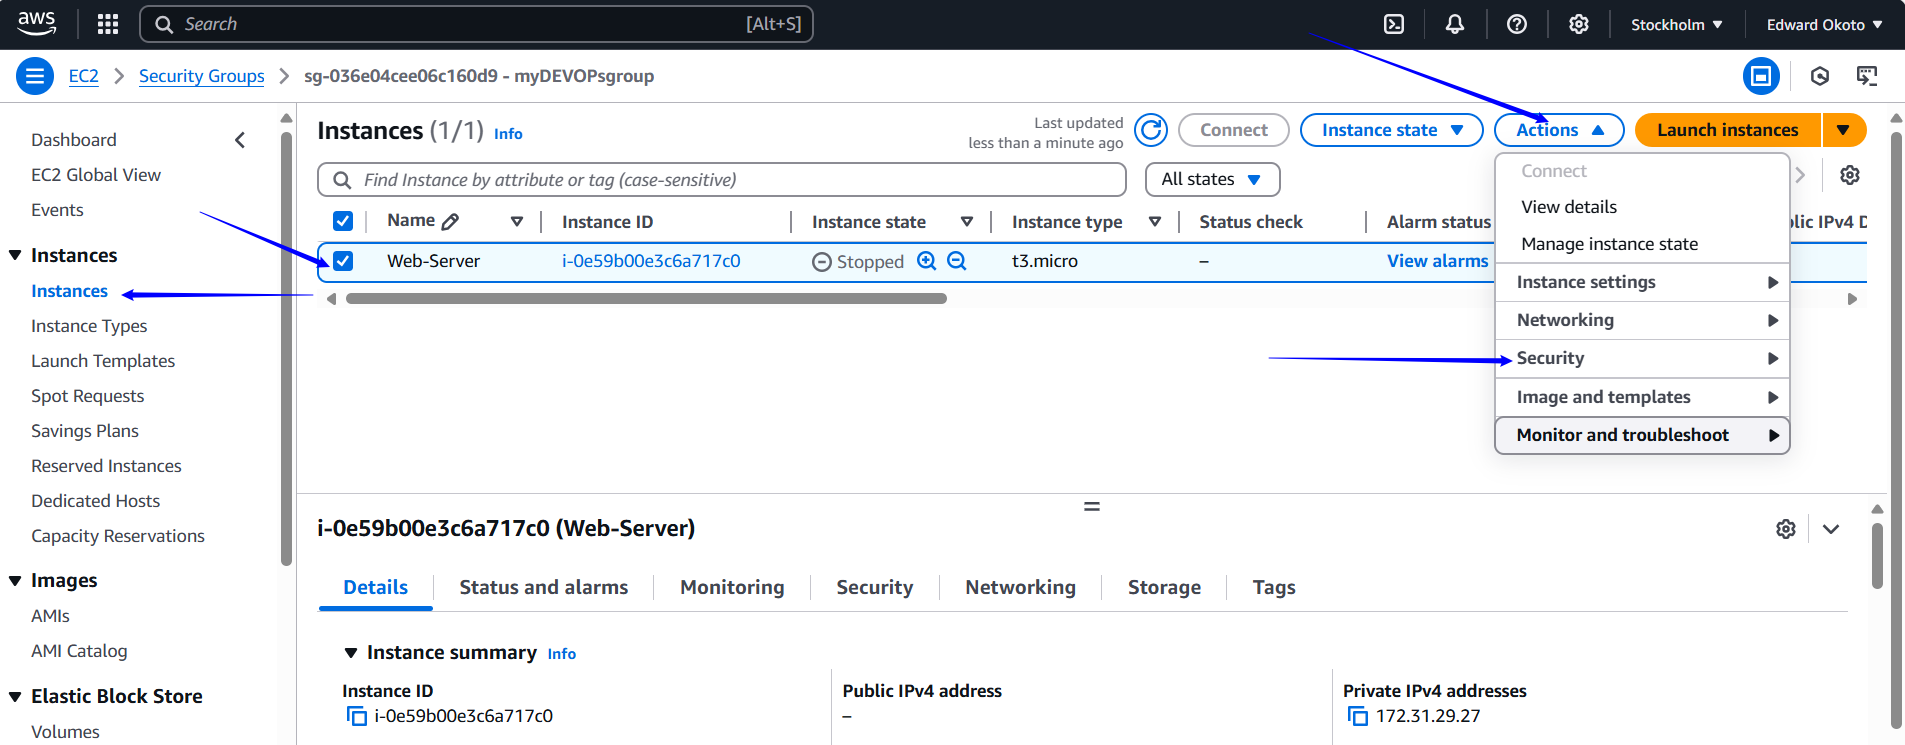 aws
Search [Alt+S]
Stockholm
Edward Okoto
EC2 > Security Groups > sg-036e04cee06c160d9 - myDEVOPsgroup
Dashboard
EC2 Global View
Events
Instances
Instances
Instance Types
Launch Templates
Spot Requests
Savings Plans
Reserved Instances
Dedicated Hosts
Capacity Reservations
Images
AMIs
AMI Catalog
Elastic Block Store
Volumes
Instances (1/1) Info
Last updated
less than a minute ago
Connect
Instance state
Actions
Launch instances
Find Instance by attribute or tag (case-sensitive)
All states
Name
Instance ID
Instance state
Instance type
Status check
Alarm status
blic IPv4 D
Web-Server
i-0e59b00e3c6a717c0
Stopped
t3.micro
–
View alarms
Connect
View details
Manage instance state
Instance settings
Networking
Security
Image and templates
Monitor and troubleshoot
i-0e59b00e3c6a717c0 (Web-Server)
Details
Status and alarms
Monitoring
Security
Networking
Storage
Tags
Instance summary Info
Instance ID
i-0e59b00e3c6a717c0
Public IPv4 address
–
Private IPv4 addresses
172.31.29.27